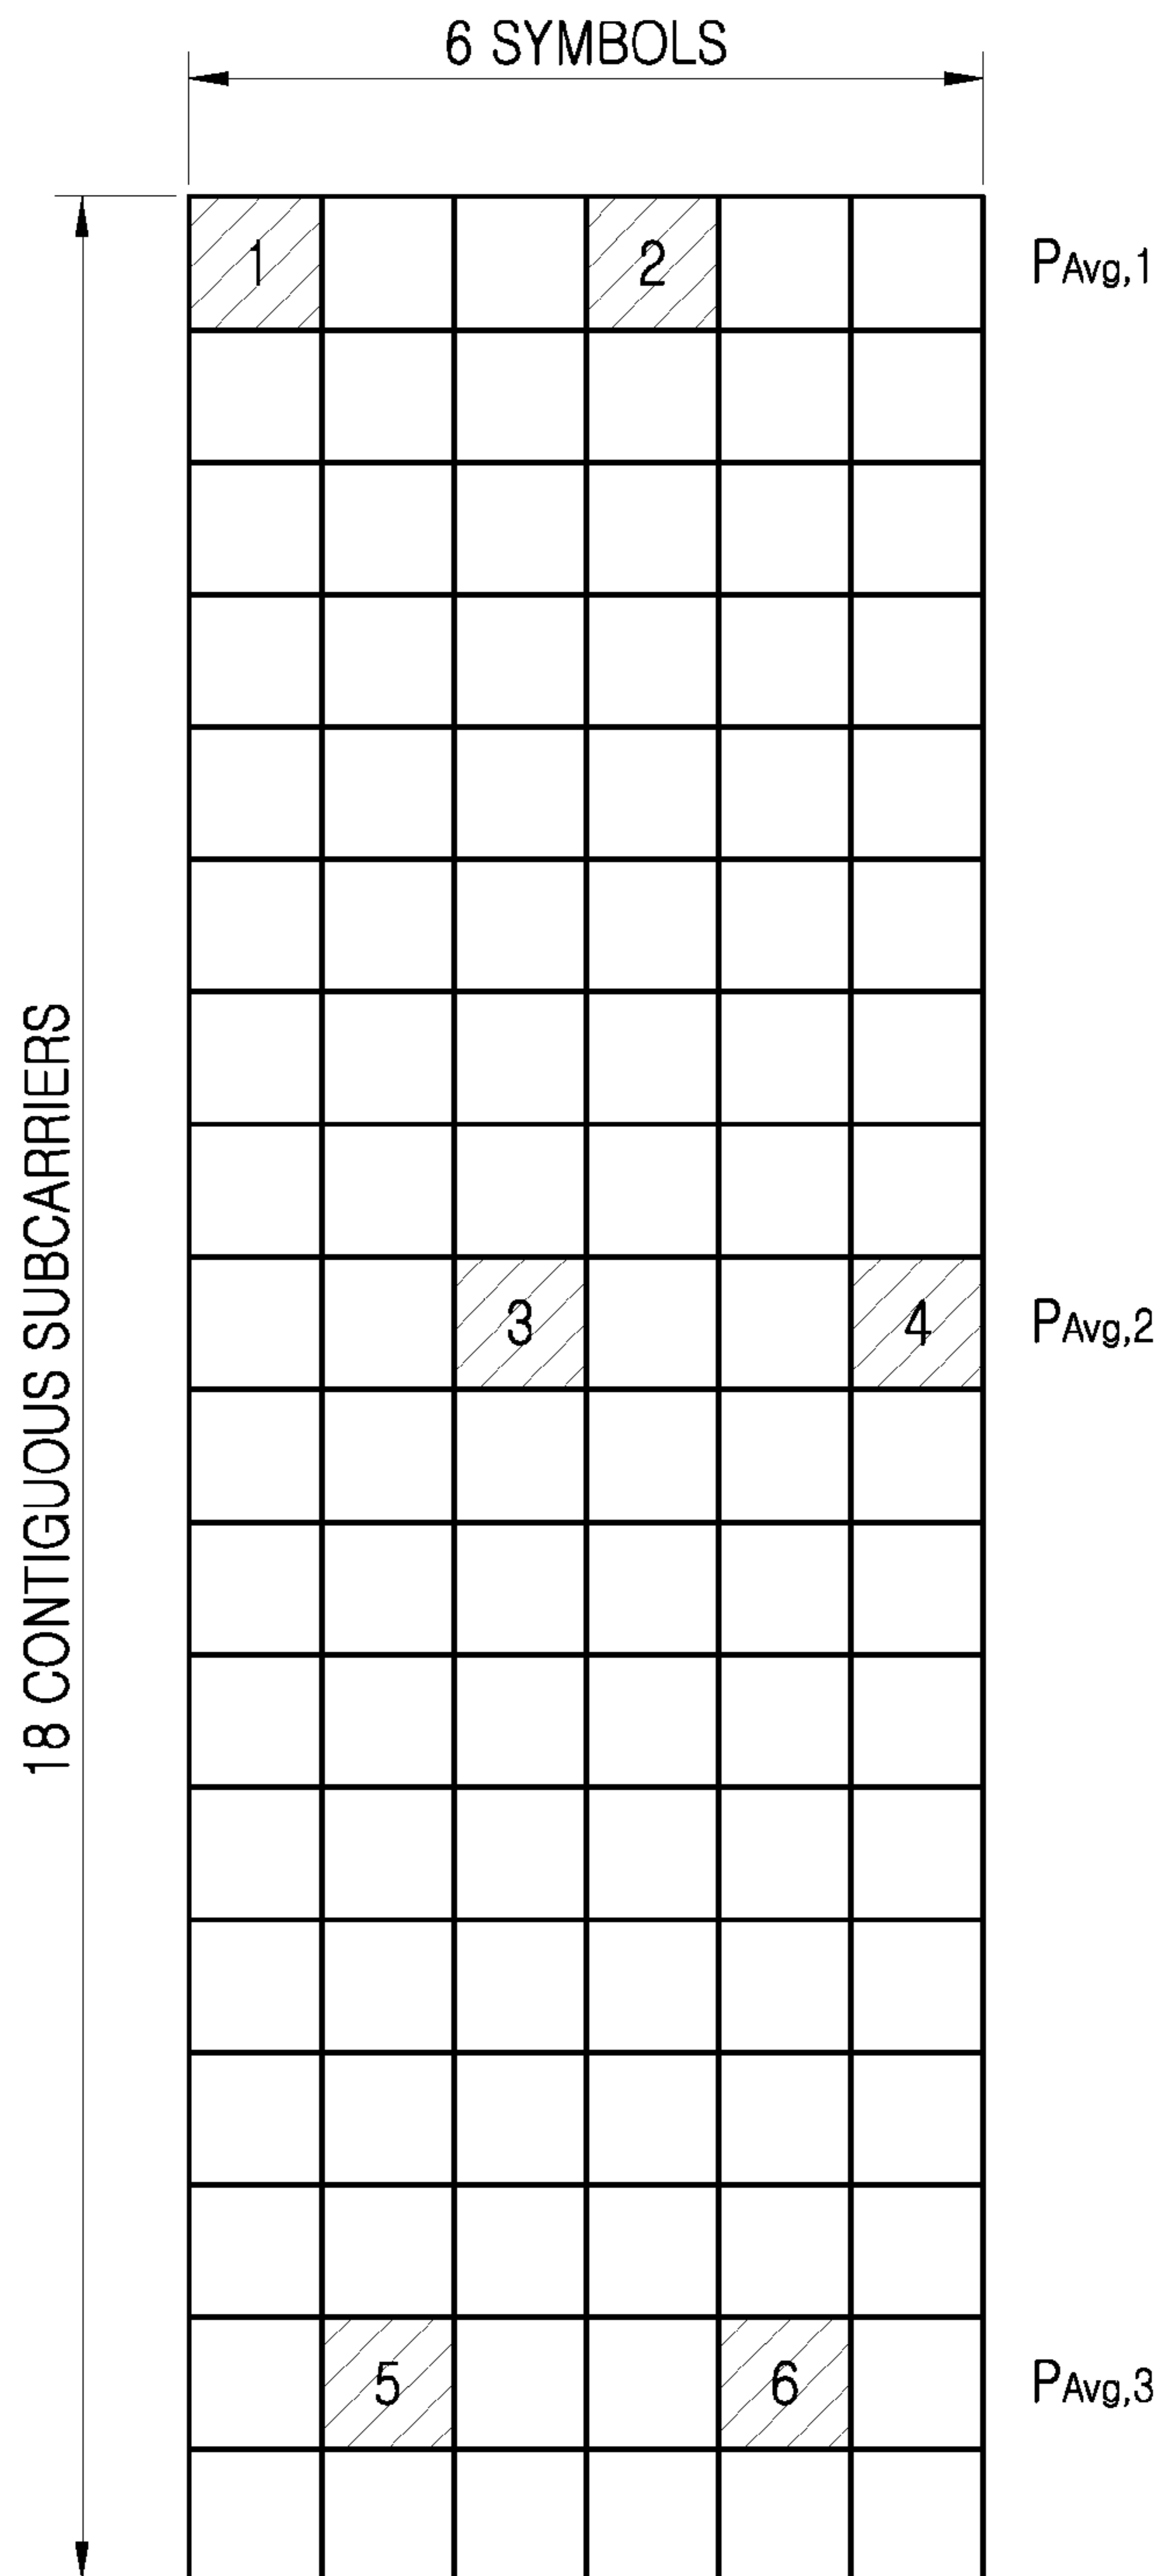 6 SYMBOLS
1 2 PAvg,1
18 CONTIGUOUS SUBCARRIERS
3 4 PAvg,2
5 6 PAvg,3